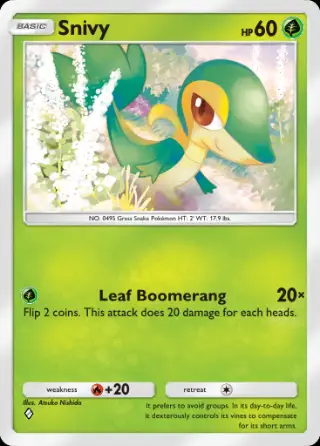 BASIC Snivy HP 60
NO. 0495 Grass Snake Pokémon HT: 2' WT: 17.9 lbs.
Leaf Boomerang 20×
Flip 2 coins. This attack does 20 damage for each heads.
weakness +20 retreat
Illus. Atsuko Nishida
It prefers to avoid groups. In its day-to-day life,
it dexterously controls its vines to compensate
for its short arms.